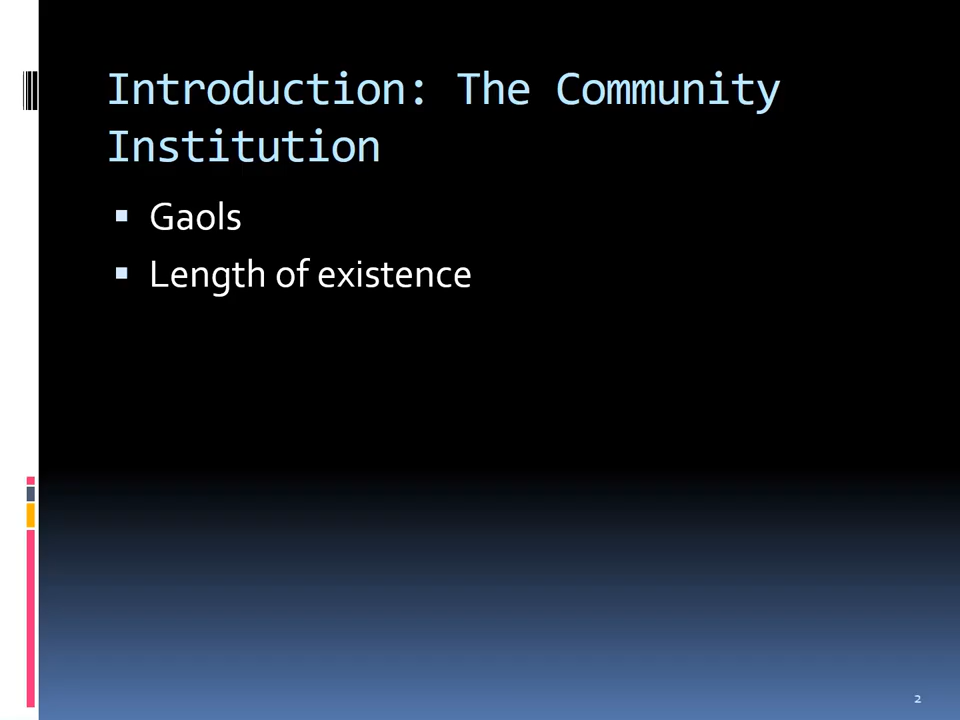 Introduction: The Community
Institution
▪ Gaols
▪ Length of existence
2